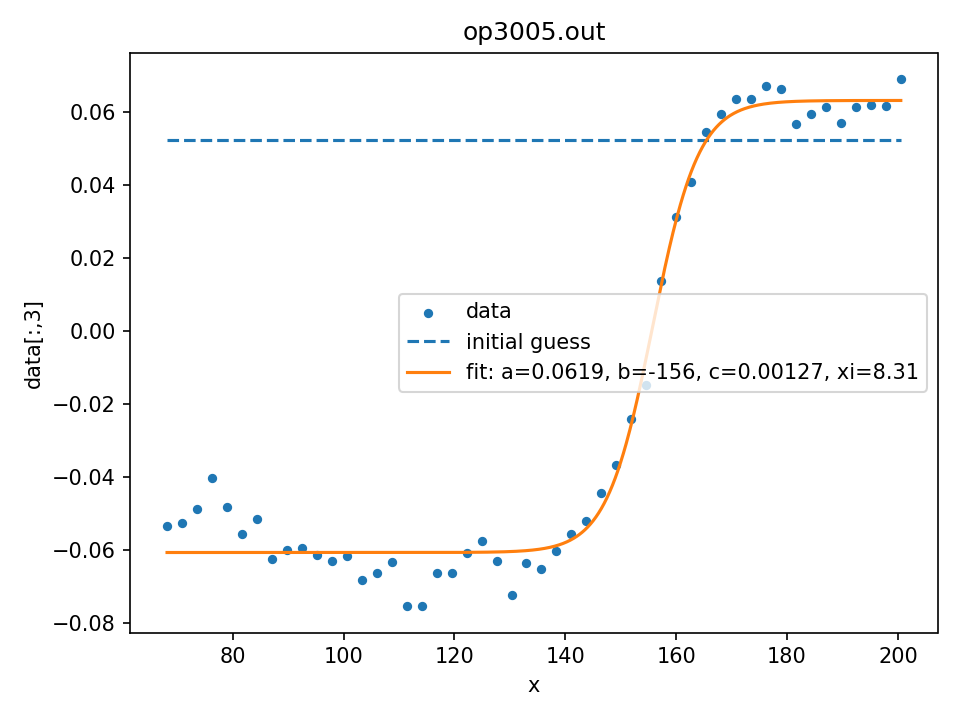 op3005.out
0.06
0.04
0.02
0.00
−0.02
−0.04
−0.06
−0.08
data[:,3]
data
initial guess
fit: a=0.0619, b=-156, c=0.00127, xi=8.31
80 100 120 140 160 180 200
x